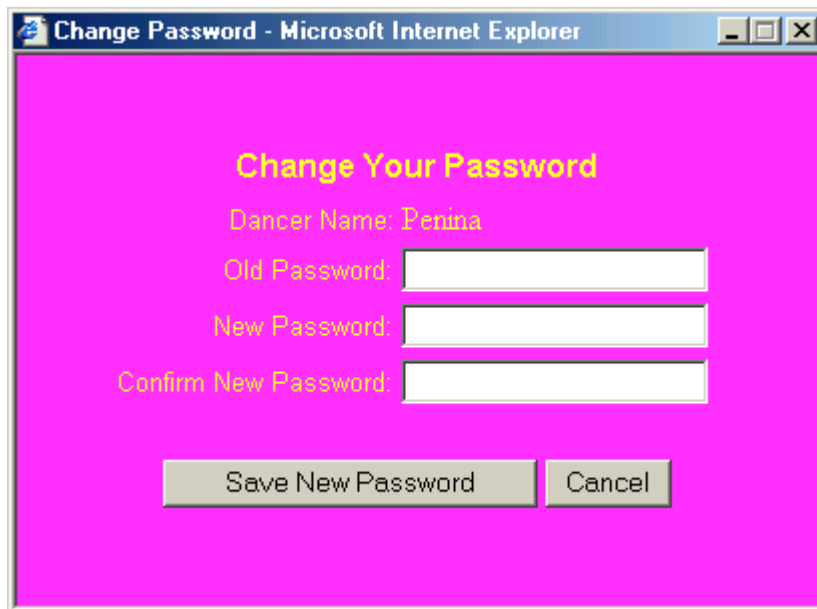 Change Password - Microsoft Internet Explorer
Change Your Password
Dancer Name: Penina
Old Password:
New Password:
Confirm New Password:
Save New Password Cancel